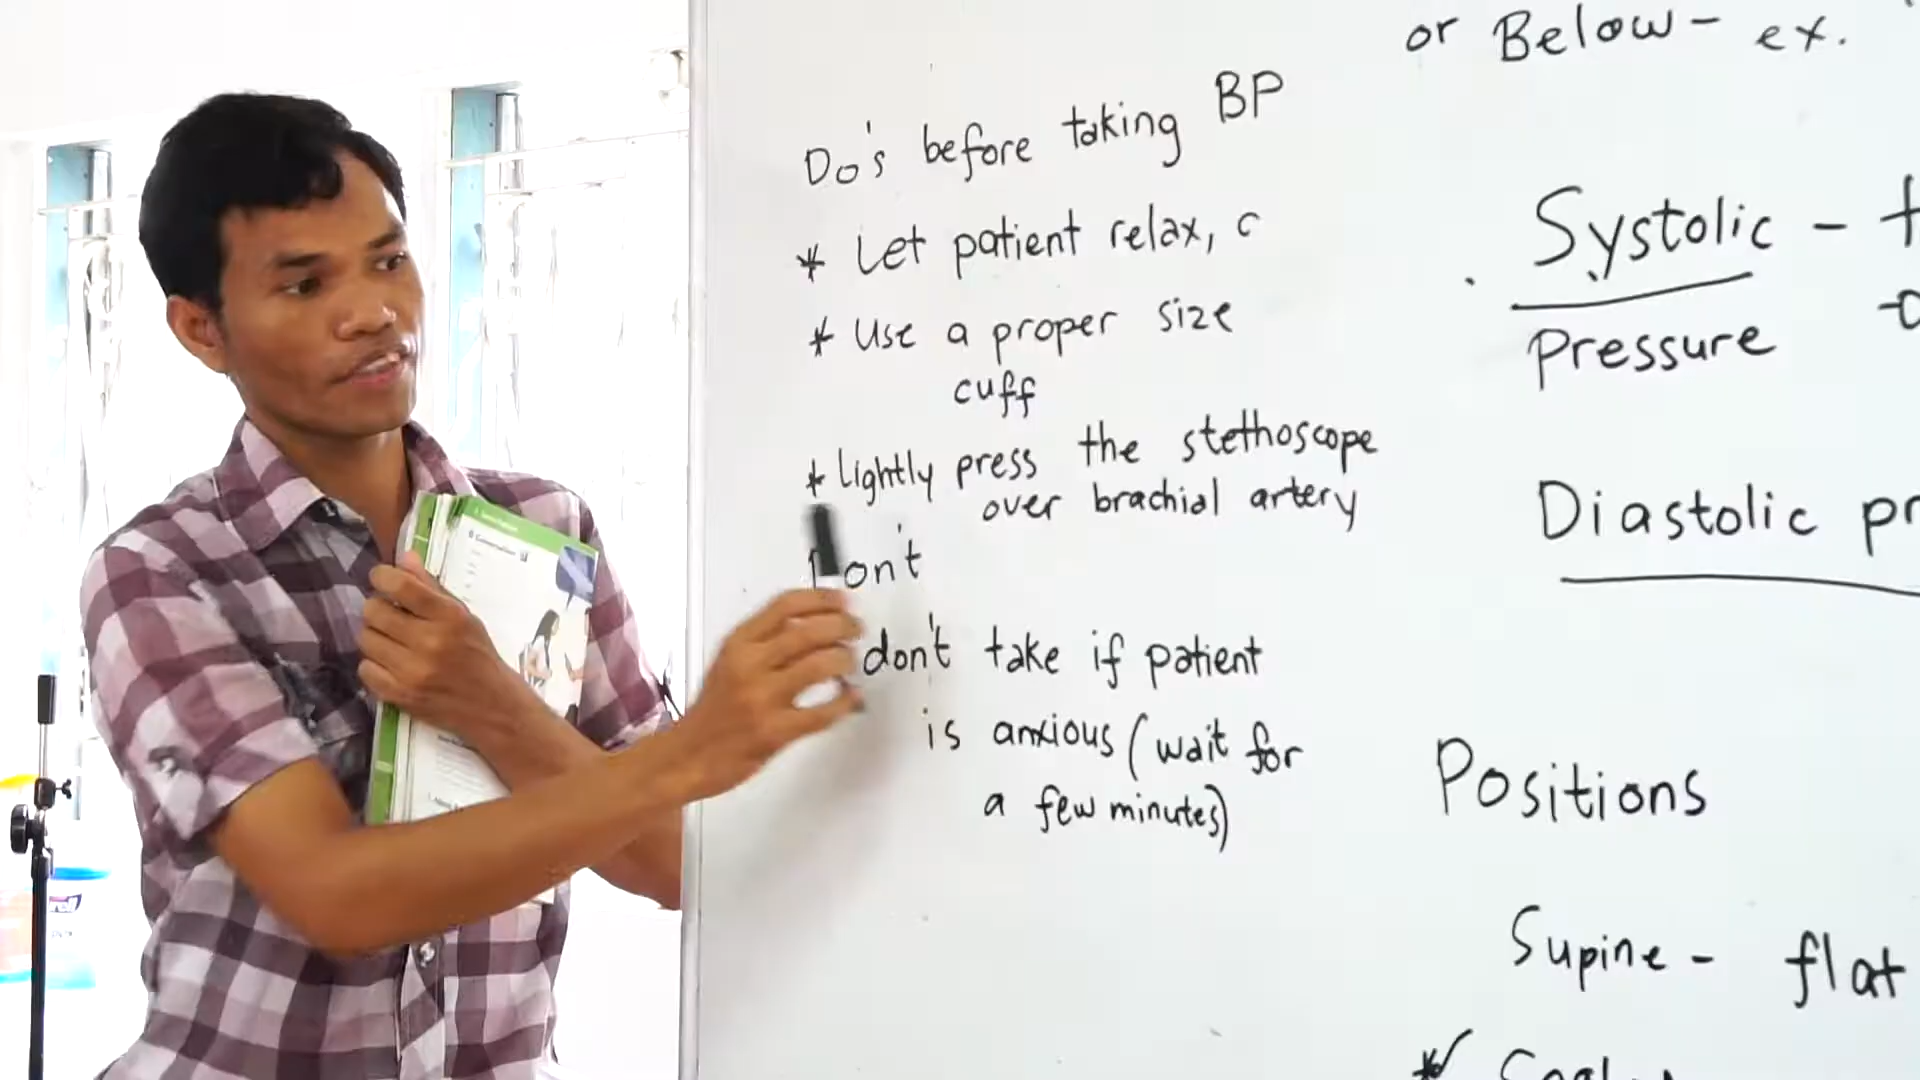 Do's before taking BP
* Let patient relax, c
* Use a proper size
cuff
* Lightly press the stethoscope
over brachial artery
Don't
don't take if patient
is anxious (wait for
a few minutes)
or Below - ex.
Systolic -
Pressure
Diastolic pr
Positions
Supine - flat
Conversation